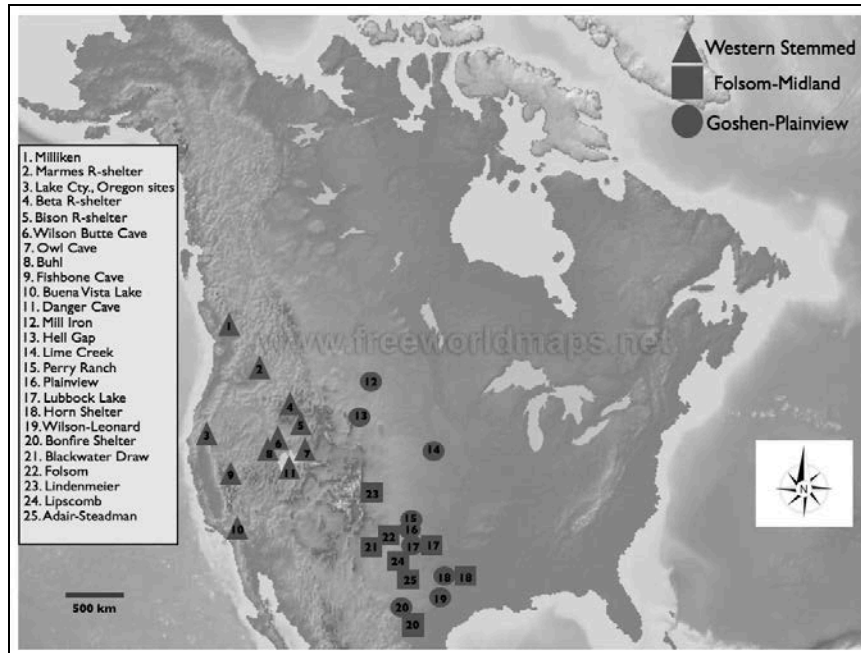 Western Stemmed
Folsom-Midland
Goshen-Plainview
1. Milliken
2. Marmes R-shelter
3. Lake Cty., Oregon sites
4. Beta R-shelter
5. Bison R-shelter
6. Wilson Butte Cave
7. Owl Cave
8. Buhl
9. Fishbone Cave
10. Buena Vista Lake
11. Danger Cave
12. Mill Iron
13. Hell Gap
14. Lime Creek
15. Perry Ranch
16. Plainview
17. Lubbock Lake
18. Horn Shelter
19. Wilson-Leonard
20. Bonfire Shelter
21. Blackwater Draw
22. Folsom
23. Lindenmeier
24. Lipscomb
25. Adair-Steadman
1
www.freeworldmaps.net
2
12
4
13
5
3
6
8
7
14
11
9
23
15
10
16
22
21
17
17
24
25
18
18
19
20
20
N
500 km